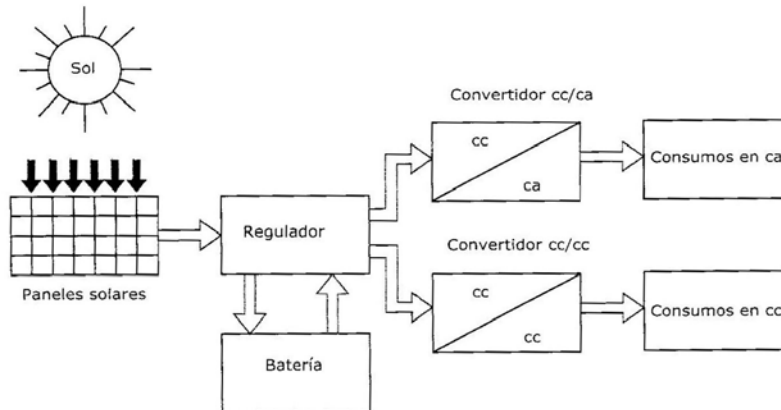 Sol
Convertidor cc/ca
cc
ca
Consumos en ca
Regulador
Paneles solares
Convertidor cc/cc
cc
cc
Consumos en cc
Batería